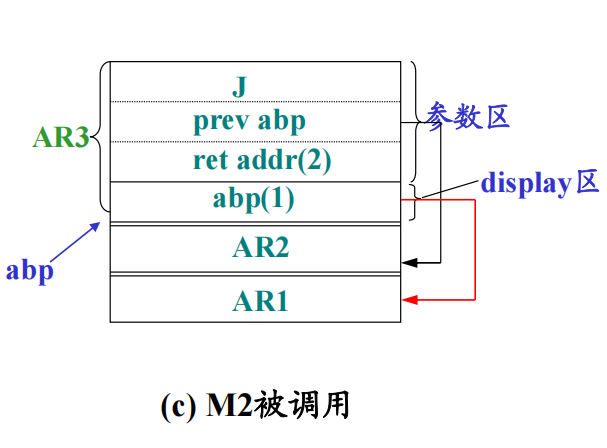 J
prev abp
参数区
AR3
ret addr(2)
display区
abp(1)
AR2
abp
AR1
(c) M2被调用